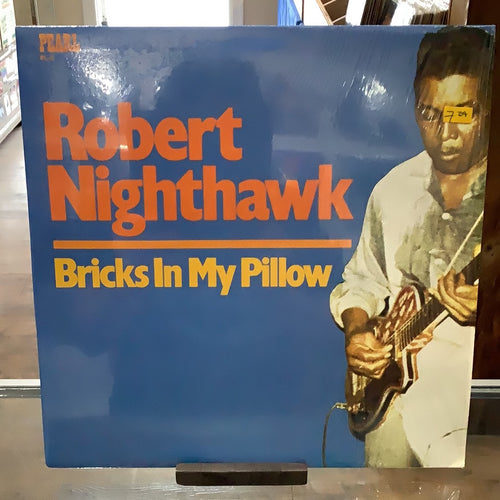 PEARL
Robert
Nighthawk
Bricks In My Pillow